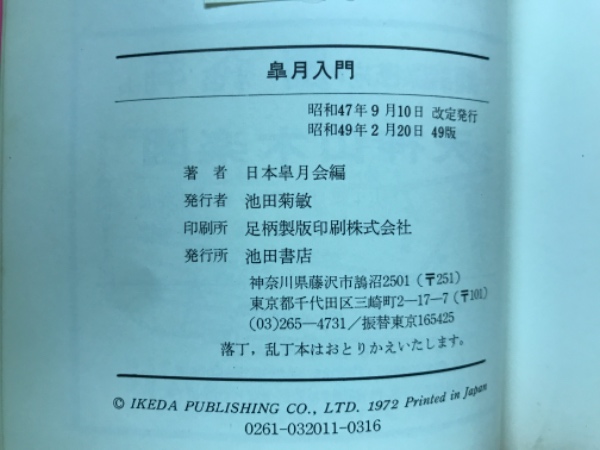 皐月入門
昭和47年9月10日 改定発行
昭和49年2月20日 49版
著者 日本皐月会編
発行者 池田菊敏
印刷所 足柄製版印刷株式会社
発行所 池田書店
神奈川県藤沢市鵠沼2501(〒251)
東京都千代田区三崎町2—17—7(〒101)
(03)265—4731/振替東京165425
落丁,乱丁本はおとりかえいたします。
© IKEDA PUBLISHING CO., LTD. 1972 Printed in Japan
0261-032011-0316